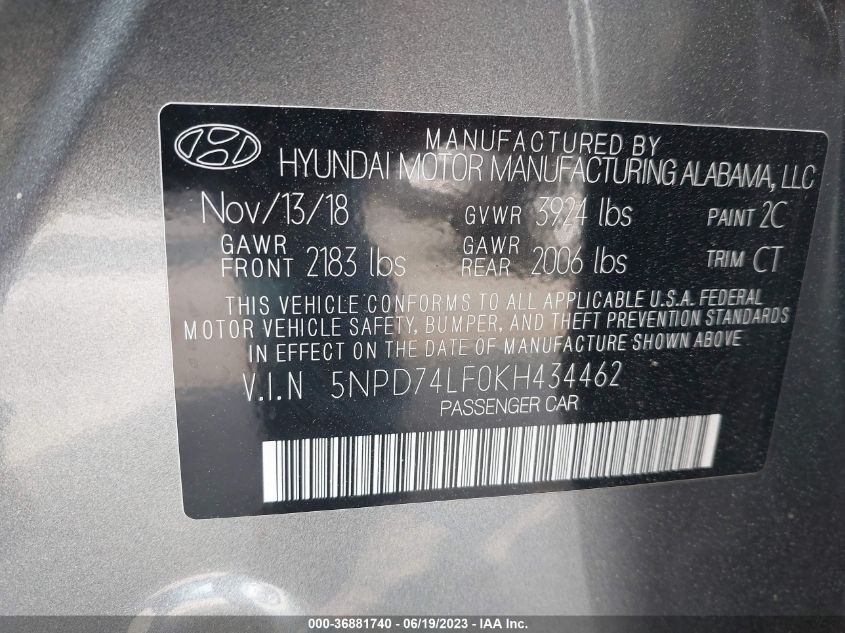 MANUFACTURED BY
HYUNDAI MOTOR MANUFACTURING ALABAMA, LLC
Nov/13/18 GVWR 3924 lbs PAINT 2C
GAWR FRONT 2183 lbs GAWR REAR 2006 lbs TRIM CT
THIS VEHICLE CONFORMS TO ALL APPLICABLE U.S.A. FEDERAL
MOTOR VEHICLE SAFETY, BUMPER, AND THEFT PREVENTION STANDARDS
IN EFFECT ON THE DATE OF MANUFACTURE SHOWN ABOVE
V.I.N 5NPD74LF0KH434462
PASSENGER CAR
000-36881740 - 06/19/2023 - IAA Inc.